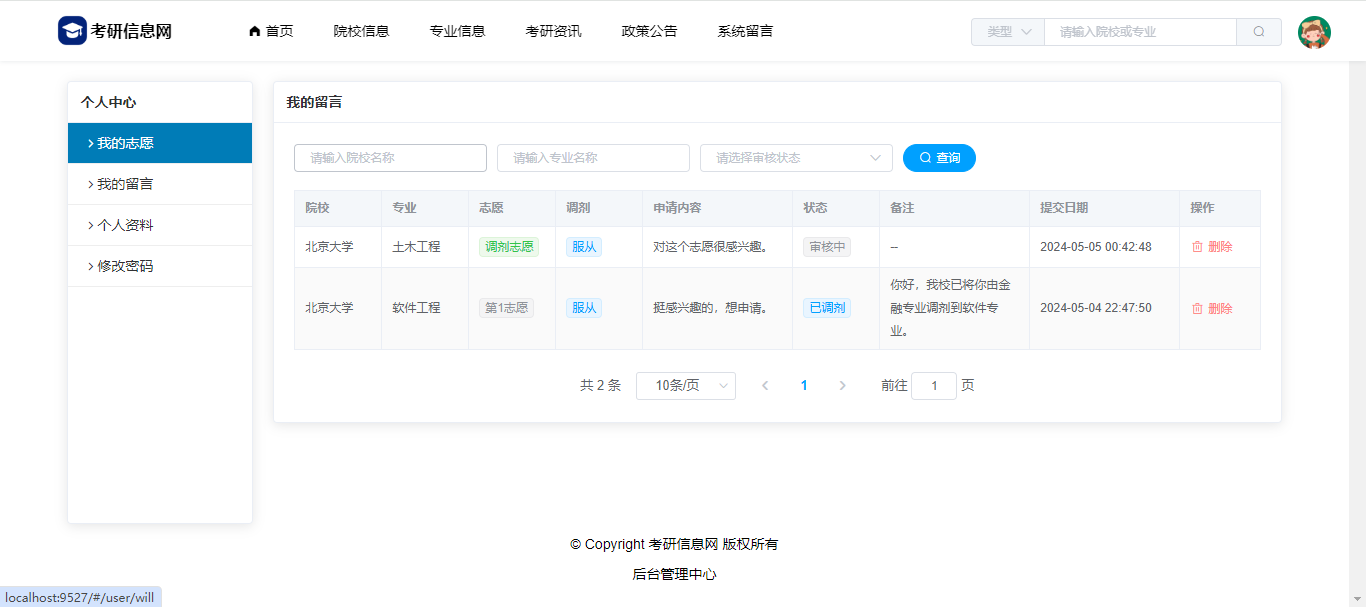 考研信息网 首页 院校信息 专业信息 考研资讯 政策公告 系统留言 类型 请输入院校或专业
个人中心
我的志愿
我的留言
个人资料
修改密码
我的留言
请输入院校名称 请输入专业名称 请选择审核状态 查询
院校 专业 志愿 调剂 申请内容 状态 备注 提交日期 操作
北京大学 土木工程 调剂志愿 服从 对这个志愿很感兴趣。 审核中 -- 2024-05-05 00:42:48 删除
北京大学 软件工程 第1志愿 服从 挺感兴趣的，想申请。 已调剂 你好，我校已将你由金
融专业调剂到软件专
业。 2024-05-04 22:47:50 删除
共 2 条 10条/页 1 前往 1 页
© Copyright 考研信息网 版权所有
后台管理中心
localhost:9527/#/user/will